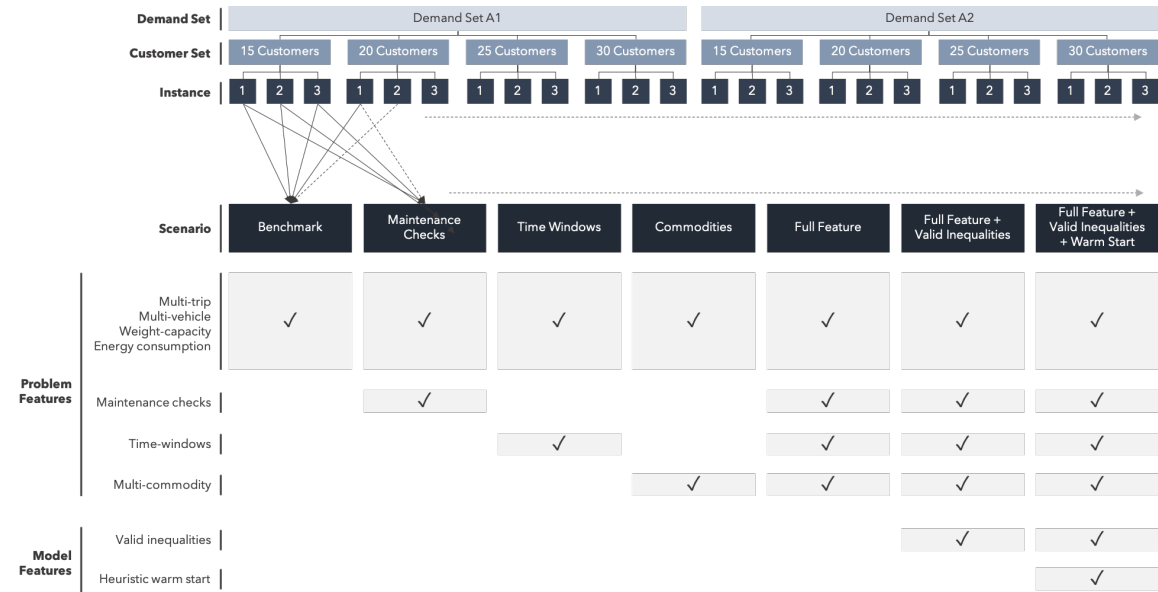 Demand Set
Demand Set A1
Demand Set A2
Customer Set
15 Customers
20 Customers
25 Customers
30 Customers
15 Customers
20 Customers
25 Customers
30 Customers
Instance
1 2 3 1 2 3 1 2 3 1 2 3 1 2 3 1 2 3 1 2 3 1 2 3
Scenario
Benchmark
Maintenance
Checks
Time Windows
Commodities
Full Feature
Full Feature +
Valid Inequalities
Full Feature +
Valid Inequalities
+ Warm Start
Problem
Features
Multi-trip
Multi-vehicle
Weight-capacity
Energy consumption
✓ ✓ ✓ ✓ ✓ ✓ ✓
Maintenance checks
✓ ✓ ✓ ✓
Time-windows
✓ ✓ ✓ ✓
Multi-commodity
✓ ✓ ✓ ✓
Model
Features
Valid inequalities
✓ ✓
Heuristic warm start
✓